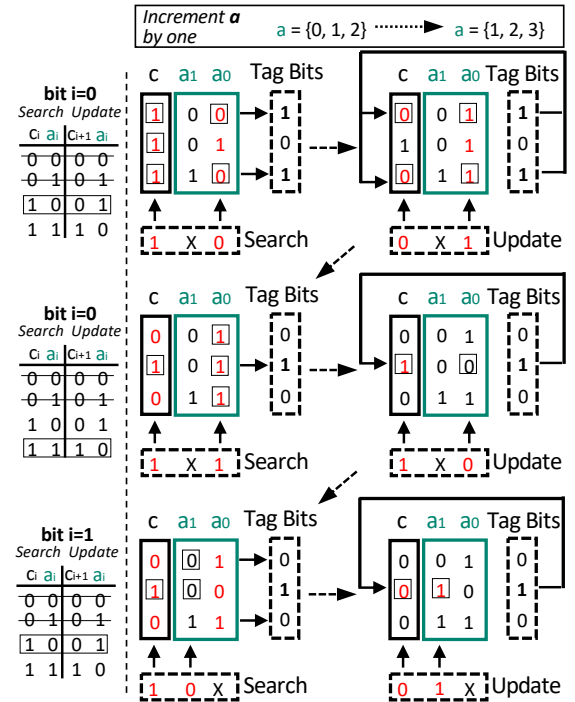 Increment a by one
a = {0, 1, 2} a = {1, 2, 3}
bit i=0
Search Update
ci ai ci+1 ai
0 0 0 0
0 1 0 1
1 0 0 1
1 1 1 0
c a1 a0 Tag Bits
1 0 0 1
1 0 1 0
1 1 0 1
1 X 0 Search
c a1 a0 Tag Bits
0 0 1 1
1 0 1 0
0 1 1 1
0 X 1 Update
bit i=0
Search Update
ci ai ci+1 ai
0 0 0 0
0 1 0 1
1 0 0 1
1 1 1 0
c a1 a0 Tag Bits
0 0 1 0
1 0 1 1
0 1 1 0
1 X 1 Search
c a1 a0 Tag Bits
0 0 1 0
1 0 0 1
0 1 1 0
1 X 0 Update
bit i=1
Search Update
ci ai ci+1 ai
0 0 0 0
0 1 0 1
1 0 0 1
1 1 1 0
c a1 a0 Tag Bits
0 0 1 0
1 0 0 1
0 1 1 0
1 0 X Search
c a1 a0 Tag Bits
0 0 1 0
0 1 0 1
0 1 1 0
0 1 X Update